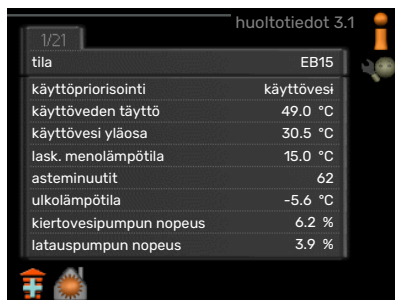 huoltotiedot 3.1
1/21
tila EB15
käyttöpriorisointi käyttövesi
käyttöveden täyttö 49.0 °C
käyttövesi yläosa 30.5 °C
lask. menolämpötila 15.0 °C
asteminuutit 62
ulkolämpötila -5.6 °C
kiertovesipumpun nopeus 6.2 %
latauspumpun nopeus 3.9 %